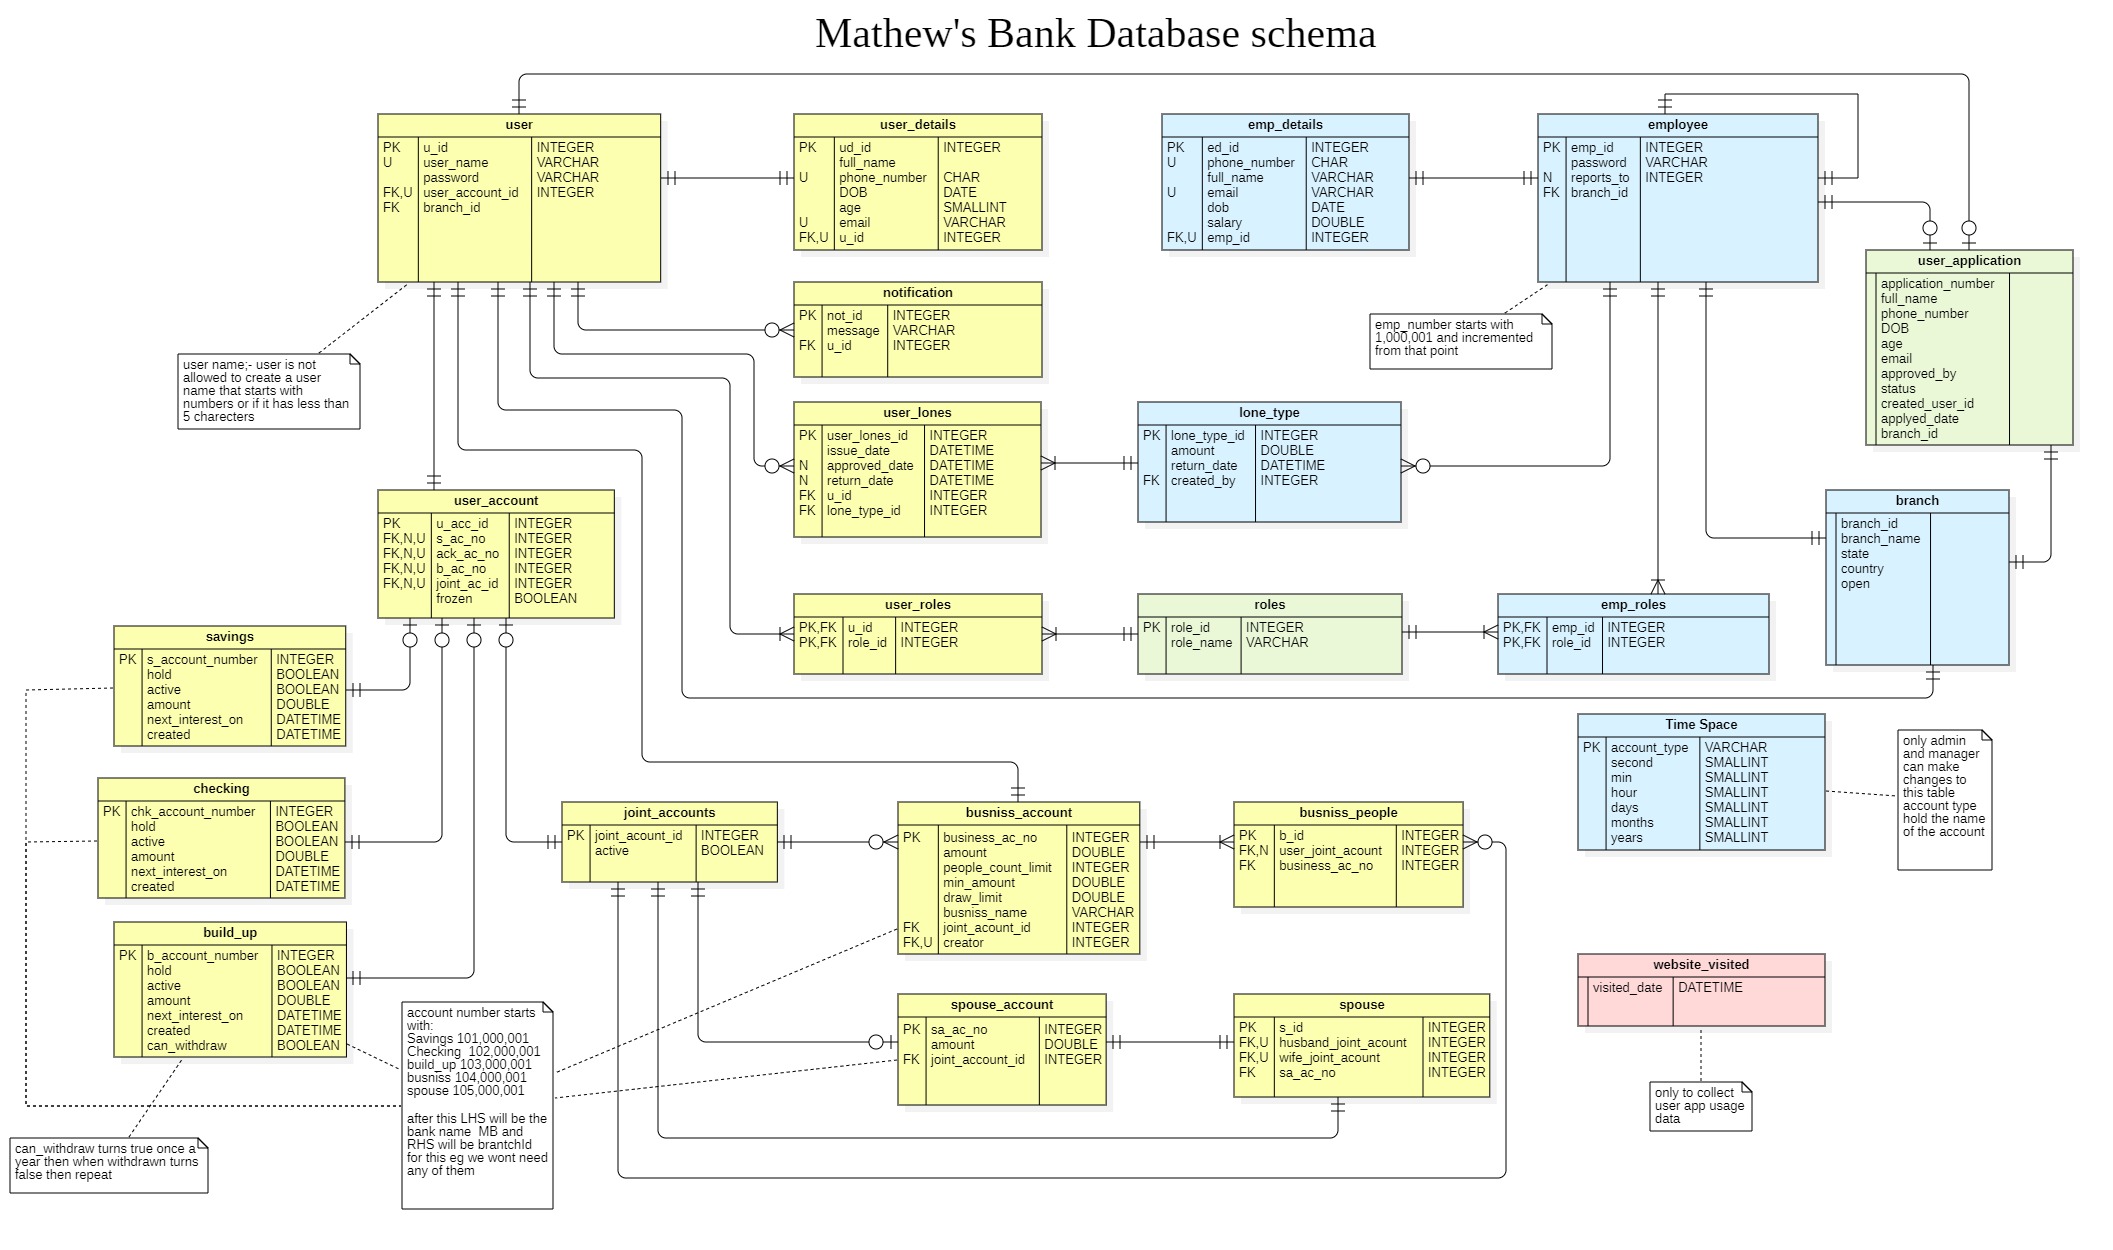 Mathew's Bank Database schema
user
PK u_id INTEGER
U user_name VARCHAR
password VARCHAR
FK,U user_account_id INTEGER
FK branch_id
user_details
PK ud_id INTEGER
full_name
U phone_number CHAR
DOB DATE
age SMALLINT
U email VARCHAR
FK,U u_id INTEGER
emp_details
PK ed_id INTEGER
U phone_number CHAR
full_name VARCHAR
U email VARCHAR
dob DATE
salary DOUBLE
FK,U emp_id INTEGER
employee
PK emp_id INTEGER
password VARCHAR
N reports_to INTEGER
FK branch_id
user_application
application_number
full_name
phone_number
DOB
age
email
approved_by
status
created_user_id
applyed_date
branch_id
notification
PK not_id INTEGER
message VARCHAR
FK u_id INTEGER
emp_number starts with
1,000,001 and incremented
from that point
user name;- user is not
allowed to create a user
name that starts with
numbers or if it has less than
5 charecters
user_lones
PK user_lones_id INTEGER
issue_date DATETIME
N approved_date DATETIME
N return_date DATETIME
FK u_id INTEGER
FK lone_type_id INTEGER
lone_type
PK lone_type_id INTEGER
amount DOUBLE
return_date DATETIME
FK created_by INTEGER
user_account
PK u_acc_id INTEGER
FK,N,U s_ac_no INTEGER
FK,N,U ack_ac_no INTEGER
FK,N,U b_ac_no INTEGER
FK,N,U joint_ac_id INTEGER
frozen BOOLEAN
branch
branch_id
branch_name
state
country
open
user_roles
PK,FK u_id INTEGER
PK,FK role_id INTEGER
roles
PK role_id INTEGER
role_name VARCHAR
emp_roles
PK,FK emp_id INTEGER
PK,FK role_id INTEGER
savings
PK s_account_number INTEGER
hold BOOLEAN
active BOOLEAN
amount DOUBLE
next_interest_on DATETIME
created DATETIME
Time Space
PK account_type VARCHAR
second SMALLINT
min SMALLINT
hour SMALLINT
days SMALLINT
months SMALLINT
years SMALLINT
only admin
and manager
can make
changes to
this table
account type
hold the name
of the account
checking
PK chk_account_number INTEGER
hold BOOLEAN
active BOOLEAN
amount DOUBLE
next_interest_on DATETIME
created DATETIME
joint_accounts
PK joint_acount_id INTEGER
active BOOLEAN
busniss_account
PK business_ac_no INTEGER
amount DOUBLE
people_count_limit INTEGER
min_amount DOUBLE
draw_limit DOUBLE
busniss_name VARCHAR
FK joint_acount_id INTEGER
FK,U creator INTEGER
busniss_people
PK b_id INTEGER
FK,N user_joint_acount INTEGER
FK business_ac_no INTEGER
build_up
PK b_account_number INTEGER
hold BOOLEAN
active BOOLEAN
amount DOUBLE
next_interest_on DATETIME
created DATETIME
can_withdraw BOOLEAN
website_visited
visited_date DATETIME
account number starts
with:
Savings 101,000,001
Checking 102,000,001
build_up 103,000,001
busniss 104,000,001
spouse 105,000,001
after this LHS will be the
bank name MB and
RHS will be brantchId
for this eg we wont need
any of them
spouse_account
PK sa_ac_no INTEGER
amount DOUBLE
FK joint_account_id INTEGER
spouse
PK s_id INTEGER
FK,U husband_joint_acount INTEGER
FK,U wife_joint_acount INTEGER
FK sa_ac_no INTEGER
only to collect
user app usage
data
can_withdraw turns true once a
year then when withdrawn turns
false then repeat